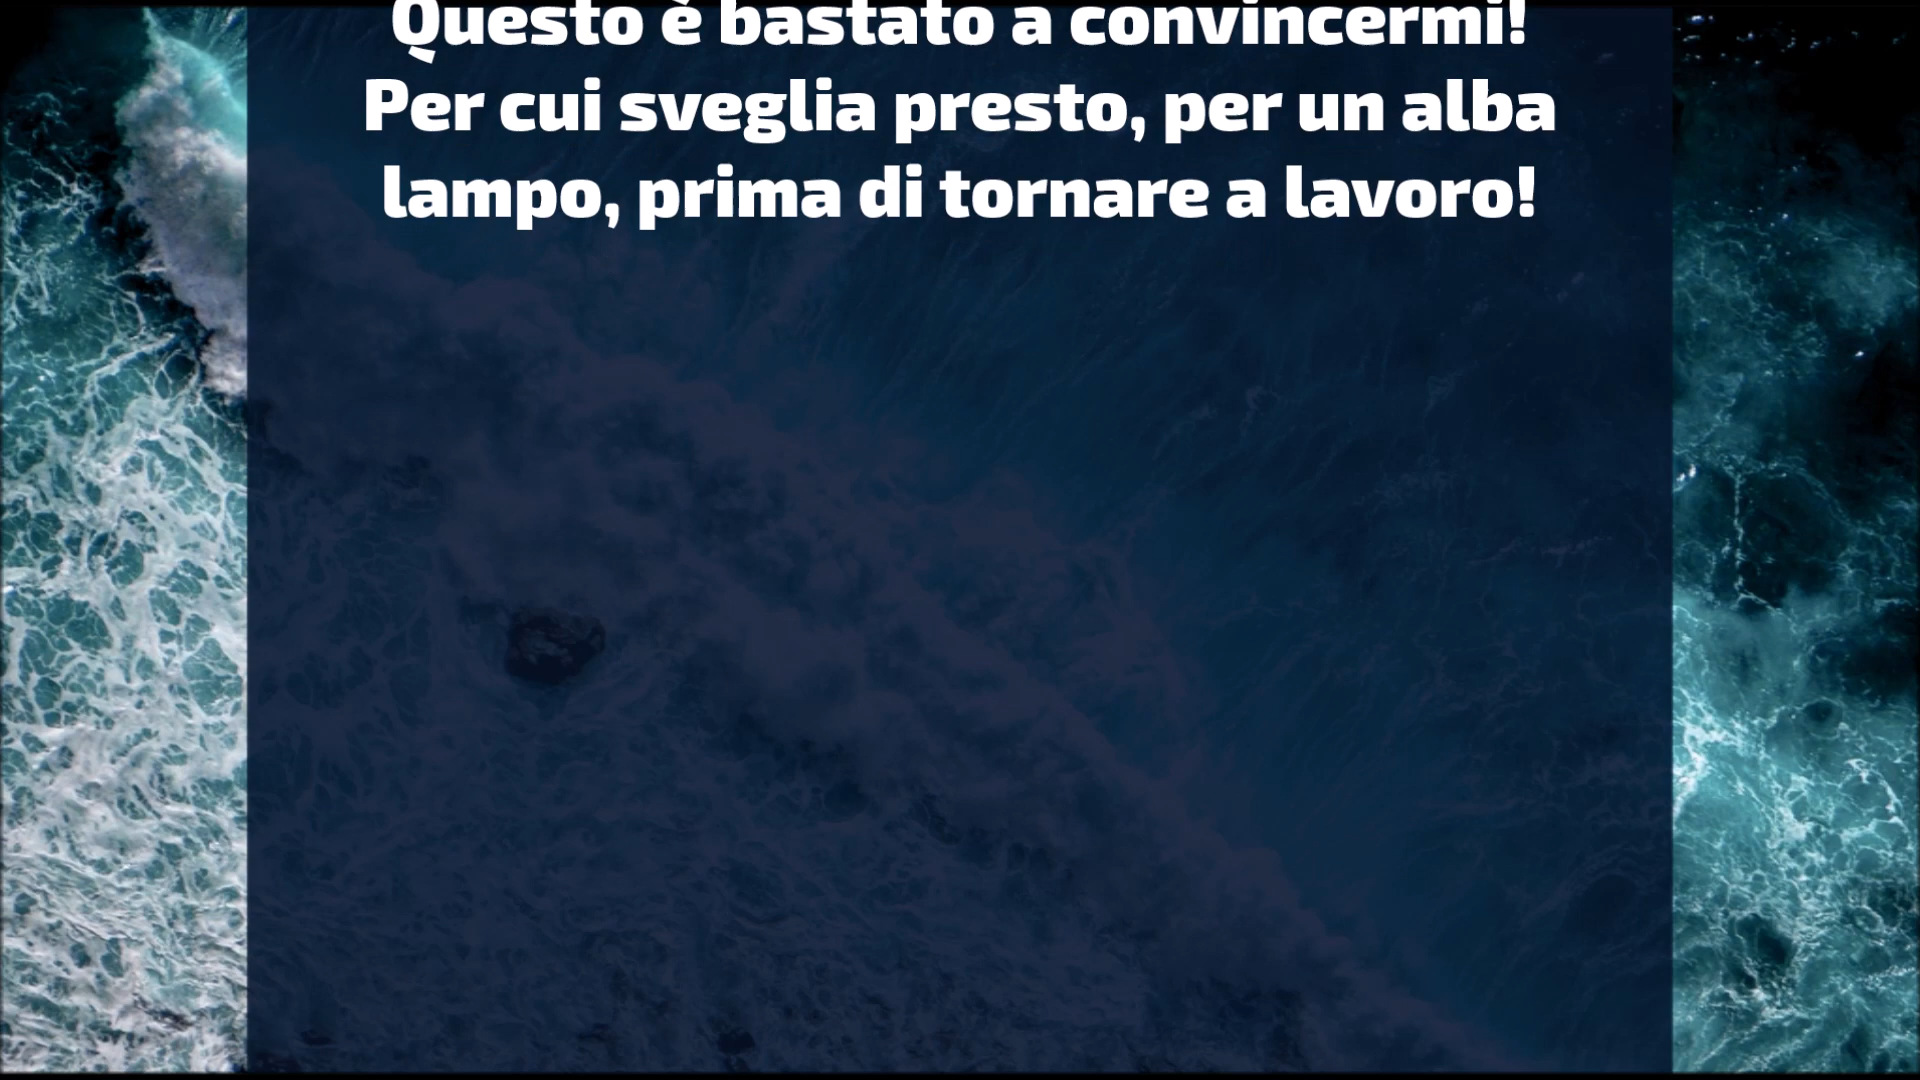 Questo è bastato a convincermi!
Per cui sveglia presto, per un alba
lampo, prima di tornare a lavoro!